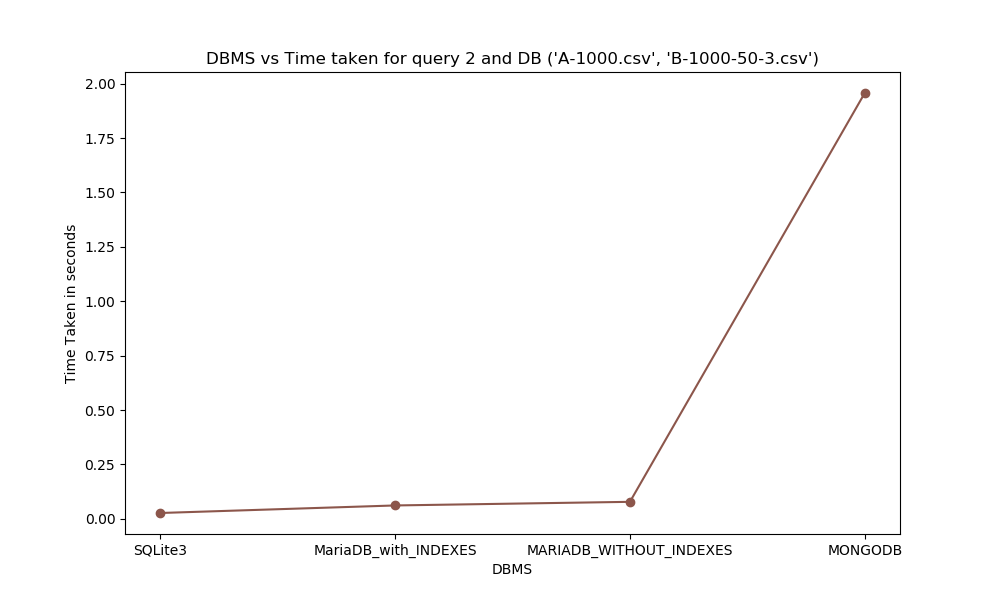 DBMS vs Time taken for query 2 and DB ('A-1000.csv', 'B-1000-50-3.csv')
Time Taken in seconds
2.00
1.75
1.50
1.25
1.00
0.75
0.50
0.25
0.00
SQLite3
MariaDB_with_INDEXES
MARIADB_WITHOUT_INDEXES
MONGODB
DBMS